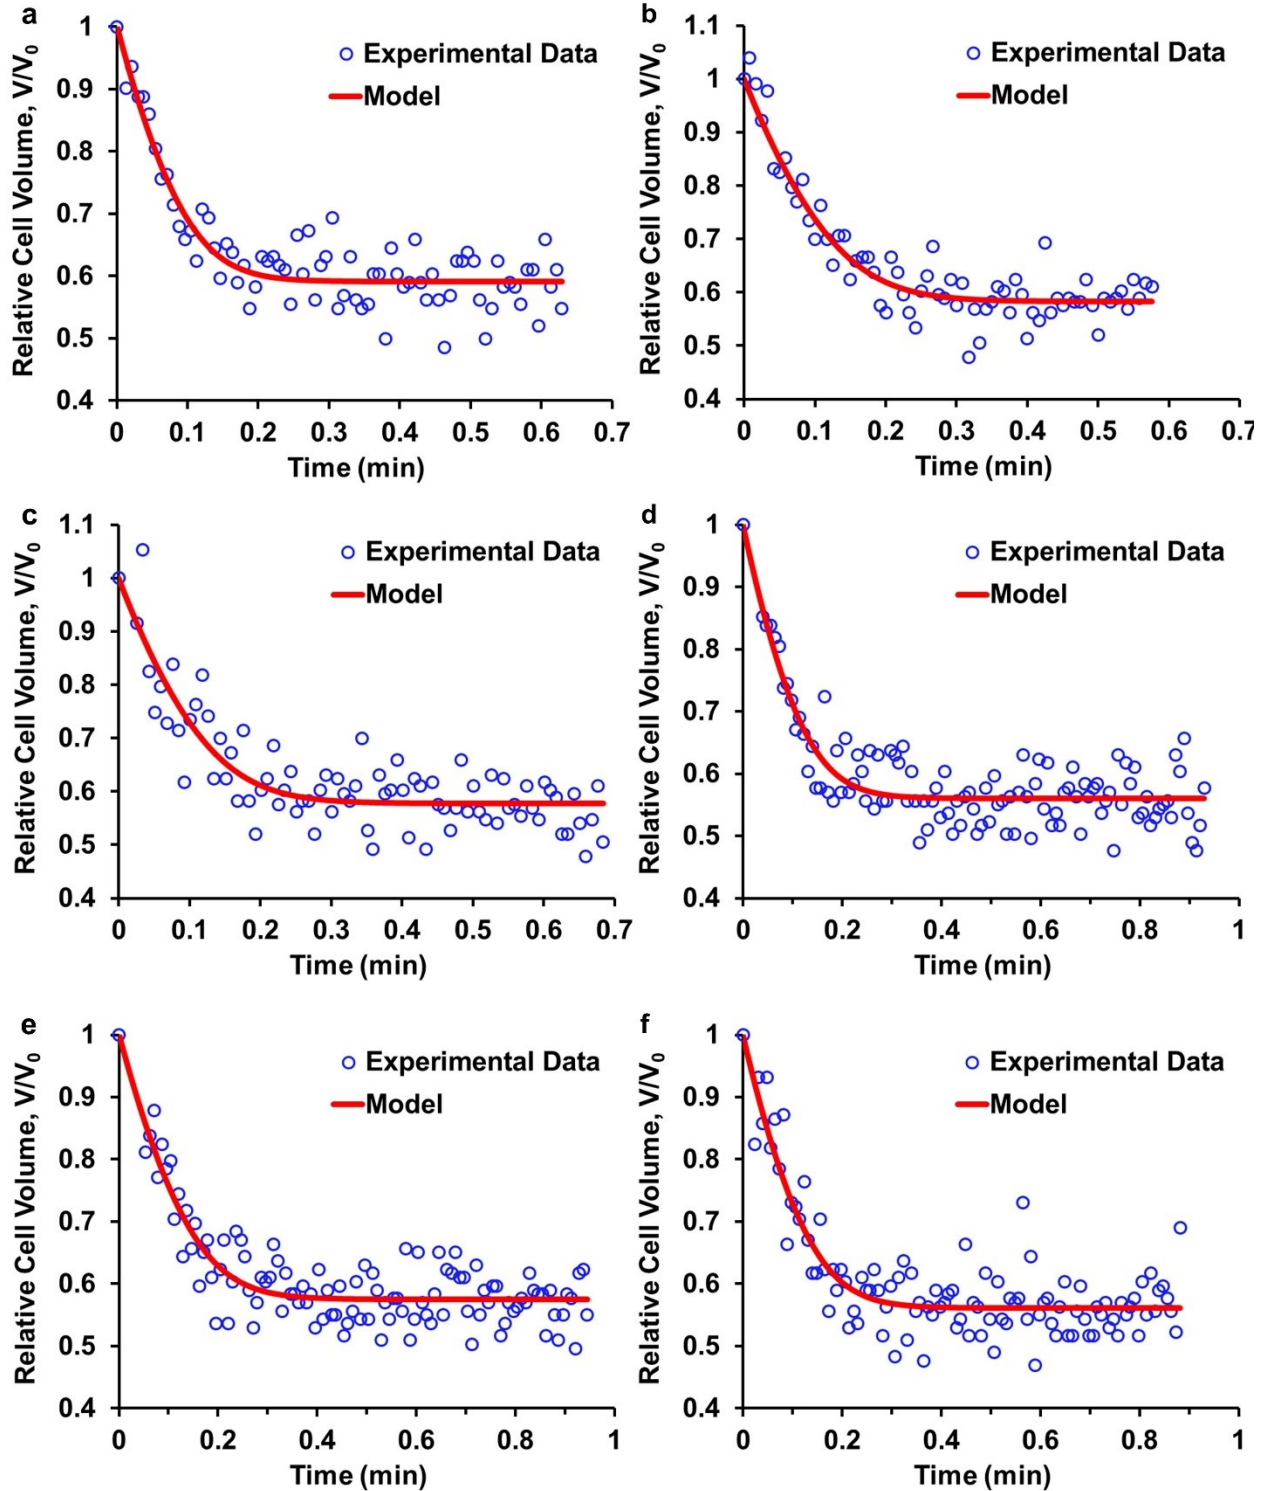 a
1
0.9
0.8
0.7
0.6
0.5
0.4
0 0.1 0.2 0.3 0.4 0.5 0.6 0.7
Relative Cell Volume, V/V0
Time (min)
Experimental Data
Model
b
1.1
1
0.9
0.8
0.7
0.6
0.5
0.4
0 0.1 0.2 0.3 0.4 0.5 0.6 0.7
Relative Cell Volume, V/V0
Time (min)
Experimental Data
Model
c
1.1
1
0.9
0.8
0.7
0.6
0.5
0.4
0 0.1 0.2 0.3 0.4 0.5 0.6 0.7
Relative Cell Volume, V/V0
Time (min)
Experimental Data
Model
d
1
0.9
0.8
0.7
0.6
0.5
0.4
0 0.2 0.4 0.6 0.8 1
Relative Cell Volume, V/V0
Time (min)
Experimental Data
Model
e
1
0.9
0.8
0.7
0.6
0.5
0.4
0 0.2 0.4 0.6 0.8 1
Relative Cell Volume, V/V0
Time (min)
Experimental Data
Model
f
1
0.9
0.8
0.7
0.6
0.5
0.4
0 0.2 0.4 0.6 0.8 1
Relative Cell Volume, V/V0
Time (min)
Experimental Data
Model